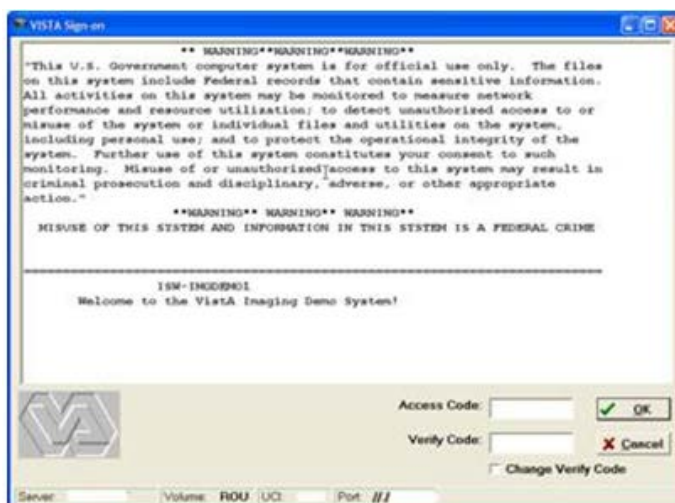 VISTA Sign-on
** WARNING**WARNING**WARNING**
"This U.S. Government computer system is for official use only. The files
on this system include Federal records that contain sensitive information.
All activities on this system may be monitored to measure network
performance and resource utilization; to detect unauthorized access to or
misuse of the system or individual files and utilities on the system,
including personal use; and to protect the operational integrity of the
system. Further use of this system constitutes your consent to such
monitoring. Misuse of or unauthorized access to this system may result in
criminal prosecution and disciplinary, adverse, or other appropriate
action."
**WARNING** WARNING** WARNING**
MISUSE OF THIS SYSTEM AND INFORMATION IN THIS SYSTEM IS A FEDERAL CRIME
ISW-IMGDEMO1
Welcome to the VistA Imaging Demo System!
Access Code:
OK
Verify Code:
Cancel
Change Verify Code
Server: Volume: ROU UCI: Port: